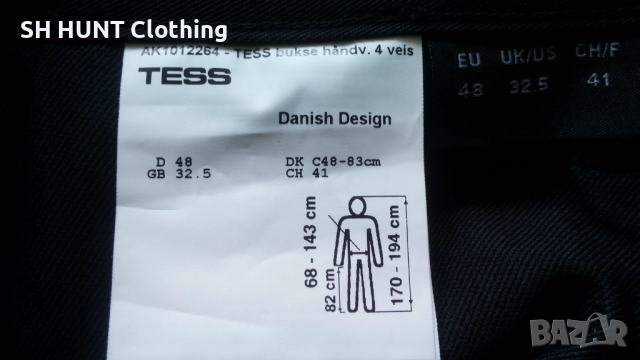 SH HUNT Clothing
AK1012264 - TESS bukse håndv. 4 veis
TESS
Danish Design
D 48
GB 32.5
DK C48-83cm
CH 41
68 - 143 cm
82 cm
170 - 194 cm
EU UK/US CH/F
48 32.5 41
BAZAR